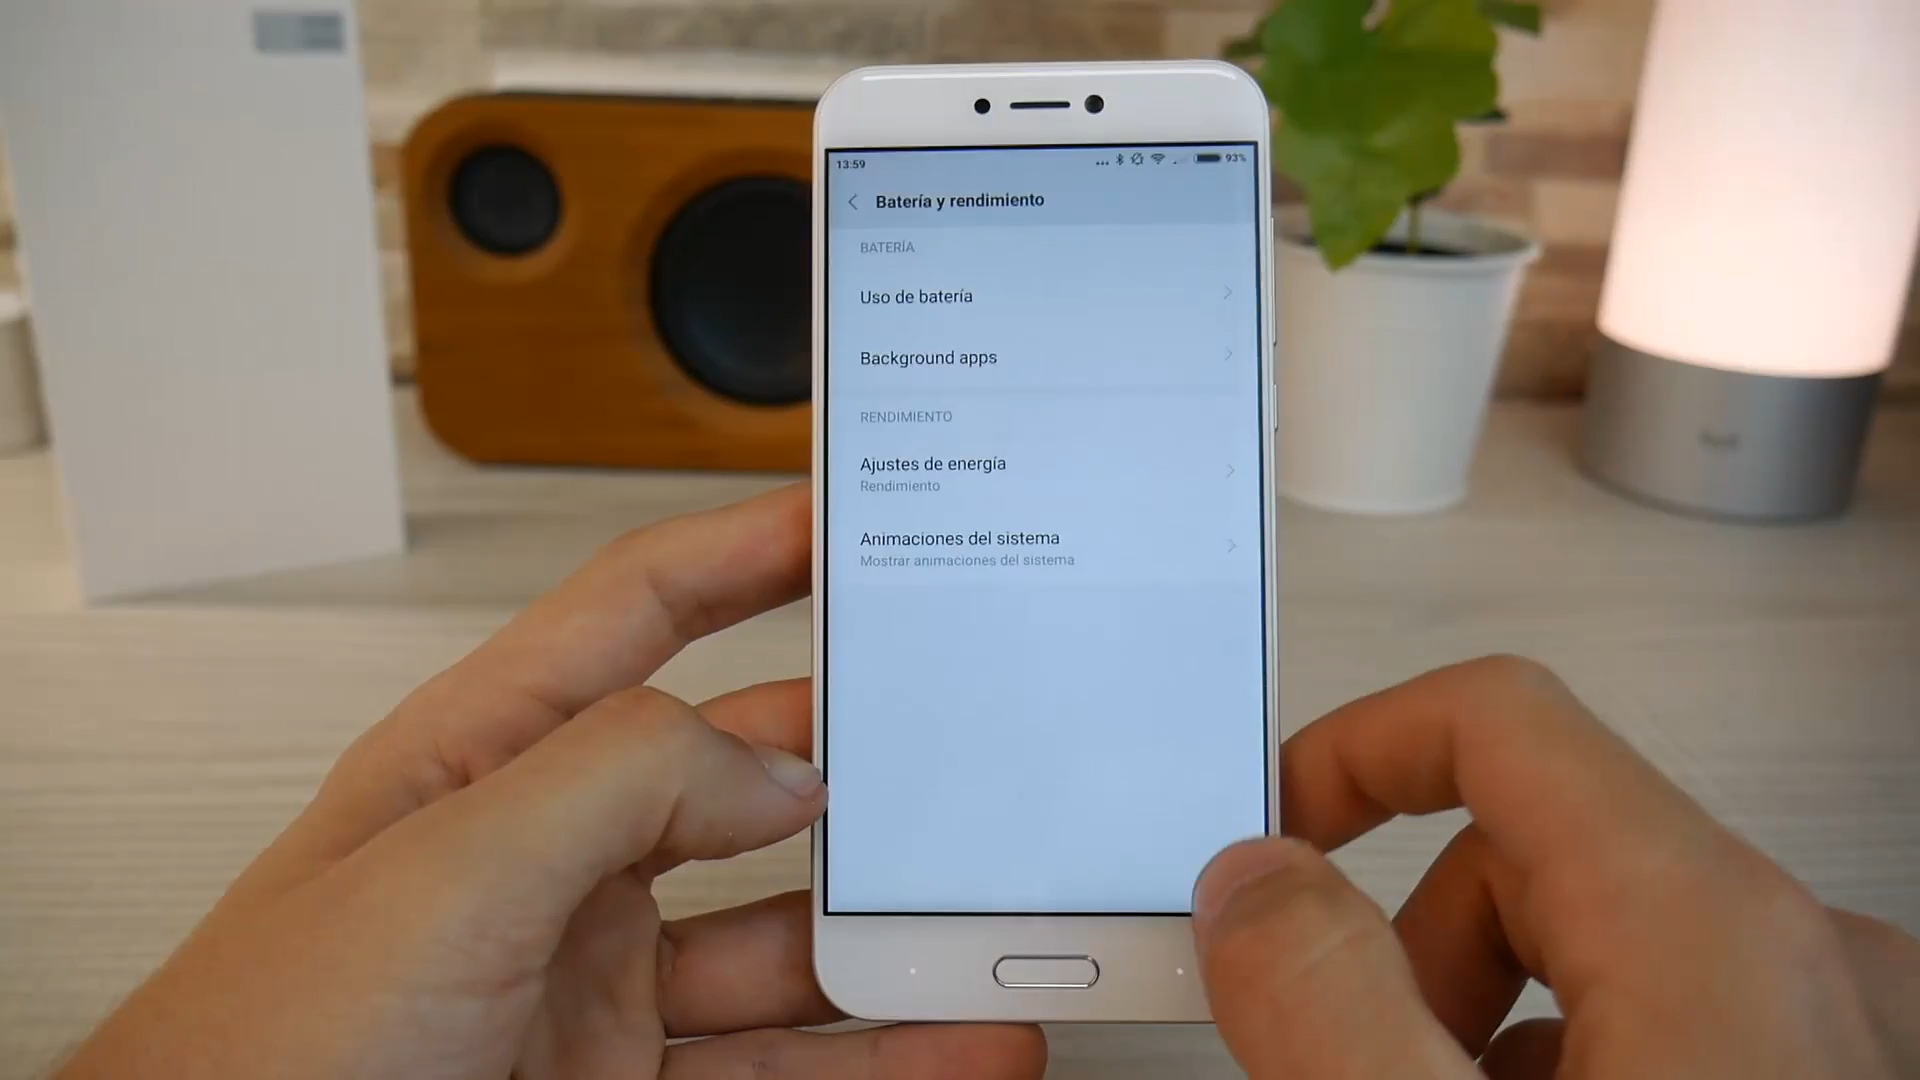 13:59
93%
Batería y rendimiento
BATERÍA
Uso de batería
Background apps
RENDIMIENTO
Ajustes de energía
Rendimiento
Animaciones del sistema
Mostrar animaciones del sistema